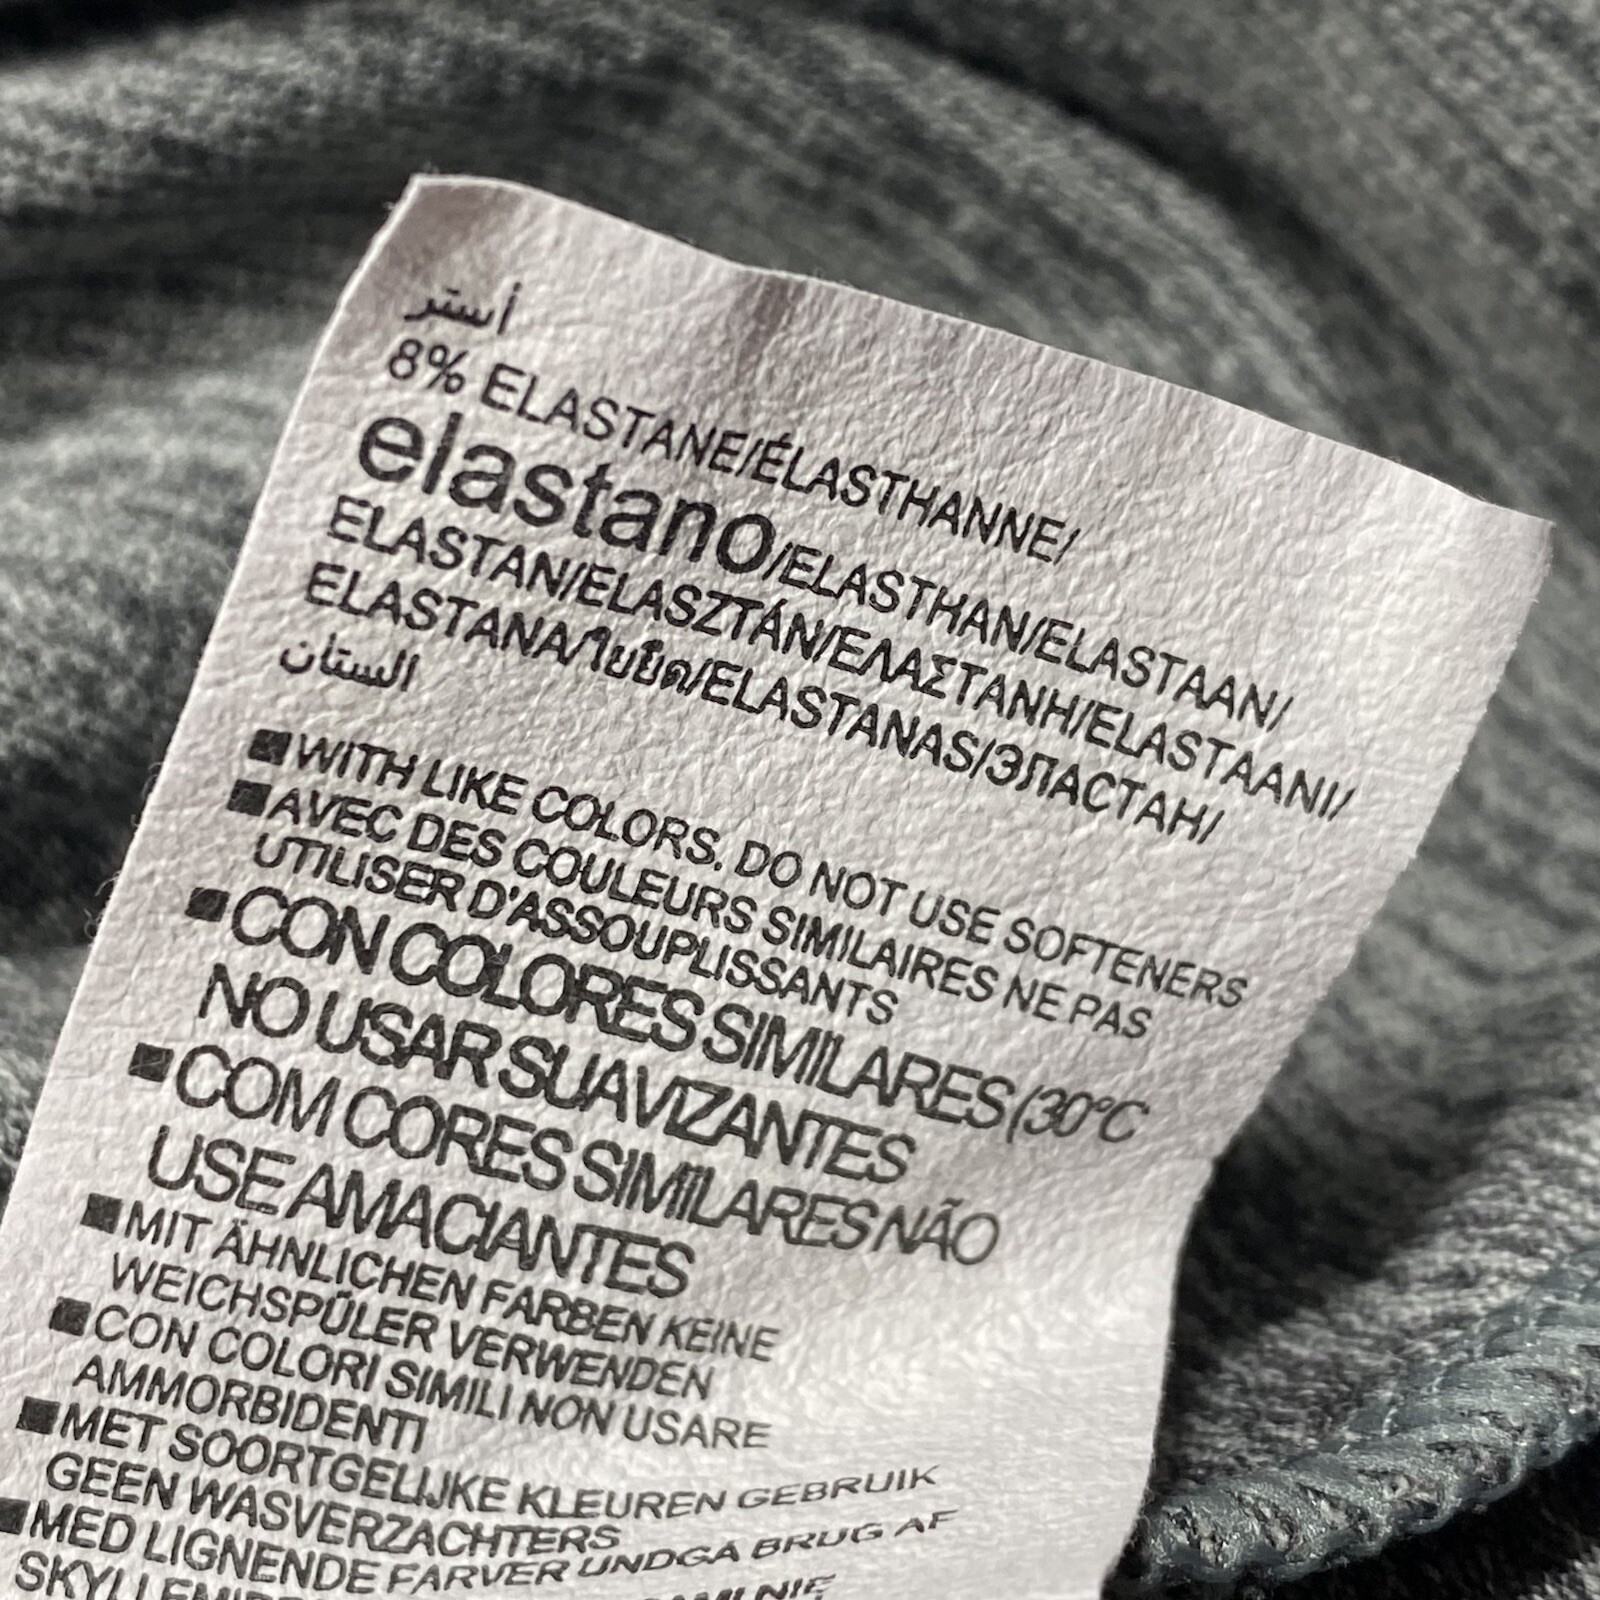 أستر
8% ELASTANE/ÉLASTHANNE/
elastano/ELASTHAN/ELASTAAN/
ELASTAN/ELASZTÁN/ΕΛΑΣΤΑΝΗ/ELASTAANI/
ELASTANA/ใยยืด/ELASTANAS/ЭЛАСТАН/
الستان
■WITH LIKE COLORS. DO NOT USE SOFTENERS
■AVEC DES COULEURS SIMILAIRES NE PAS
UTILISER D'ASSOUPLISSANTS
■CON COLORES SIMILARES (30°C
NO USAR SUAVIZANTES
■COM CORES SIMILARES NÃO
USE AMACIANTES
■MIT ÄHNLICHEN FARBEN KEINE
WEICHSPÜLER VERWENDEN
■CON COLORI SIMILI NON USARE
AMMORBIDENTI
■MET SOORTGELIJKE KLEUREN GEBRUIK
GEEN WASVERZACHTERS
■MED LIGNENDE FARVER UNDGA BRUG AF